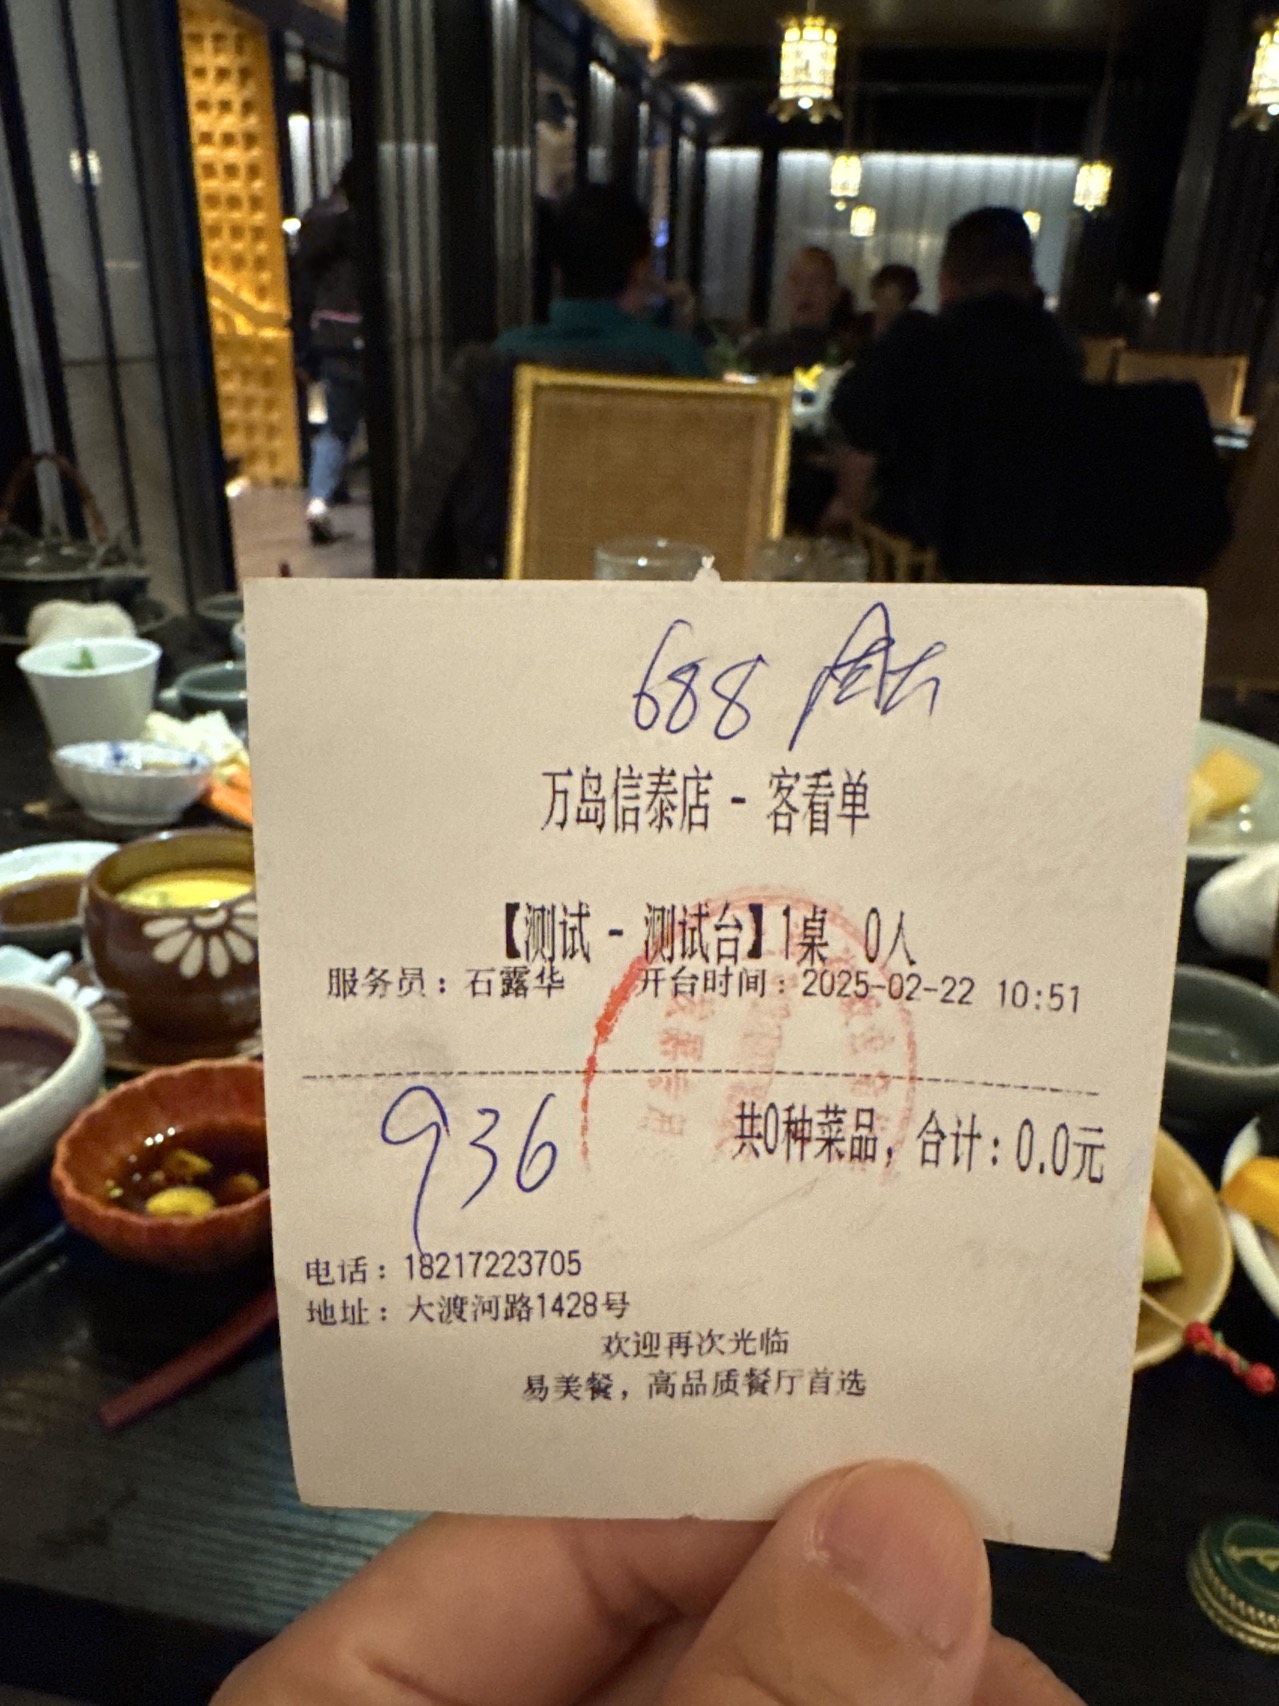 688
万岛信泰店 - 客看单
【测试 - 测试台】1桌 0人
服务员：石露华 开台时间：2025-02-22 10:51
936
共0种菜品，合计：0.0元
电话：18217223705
地址：大渡河路1428号
欢迎再次光临
易美餐，高品质餐厅首选